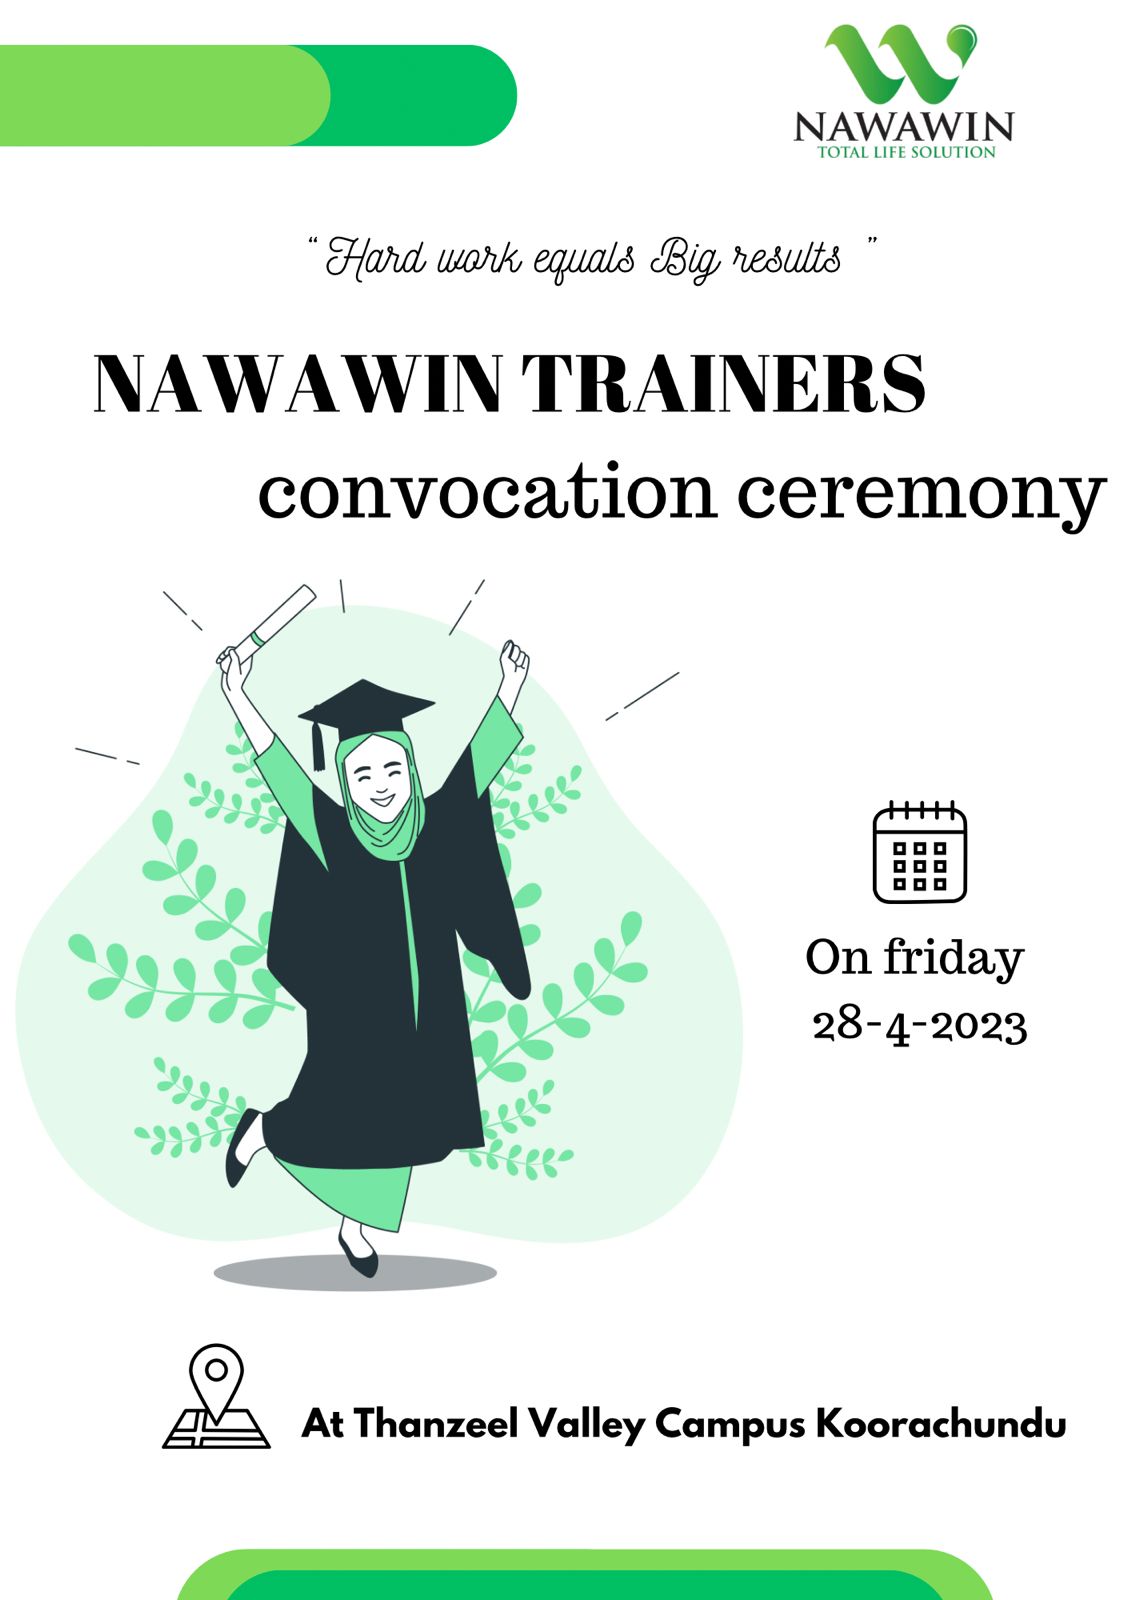 NAWAWIN
TOTAL LIFE SOLUTION
“ Hard work equals Big results ”
NAWAWIN TRAINERS
convocation ceremony
On friday
28-4-2023
At Thanzeel Valley Campus Koorachundu